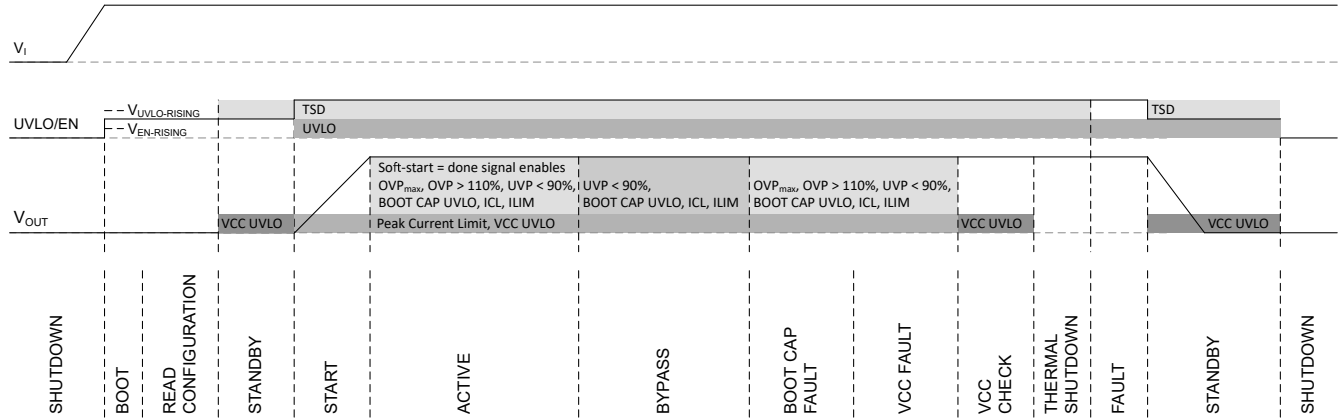 VI
UVLO/EN
VUVLO-RISING
VEN-RISING
TSD
TSD
UVLO
VOUT
Soft-start = done signal enables
OVPmax, OVP > 110%, UVP < 90%,
BOOT CAP UVLO, ICL, ILIM
UVP < 90%,
BOOT CAP UVLO, ICL, ILIM
OVPmax, OVP > 110%, UVP < 90%,
BOOT CAP UVLO, ICL, ILIM
VCC UVLO
Peak Current Limit, VCC UVLO
VCC UVLO
VCC UVLO
SHUTDOWN
BOOT
READ
CONFIGURATION
STANDBY
START
ACTIVE
BYPASS
BOOT CAP
FAULT
VCC FAULT
VCC
CHECK
THERMAL
SHUTDOWN
FAULT
STANDBY
SHUTDOWN